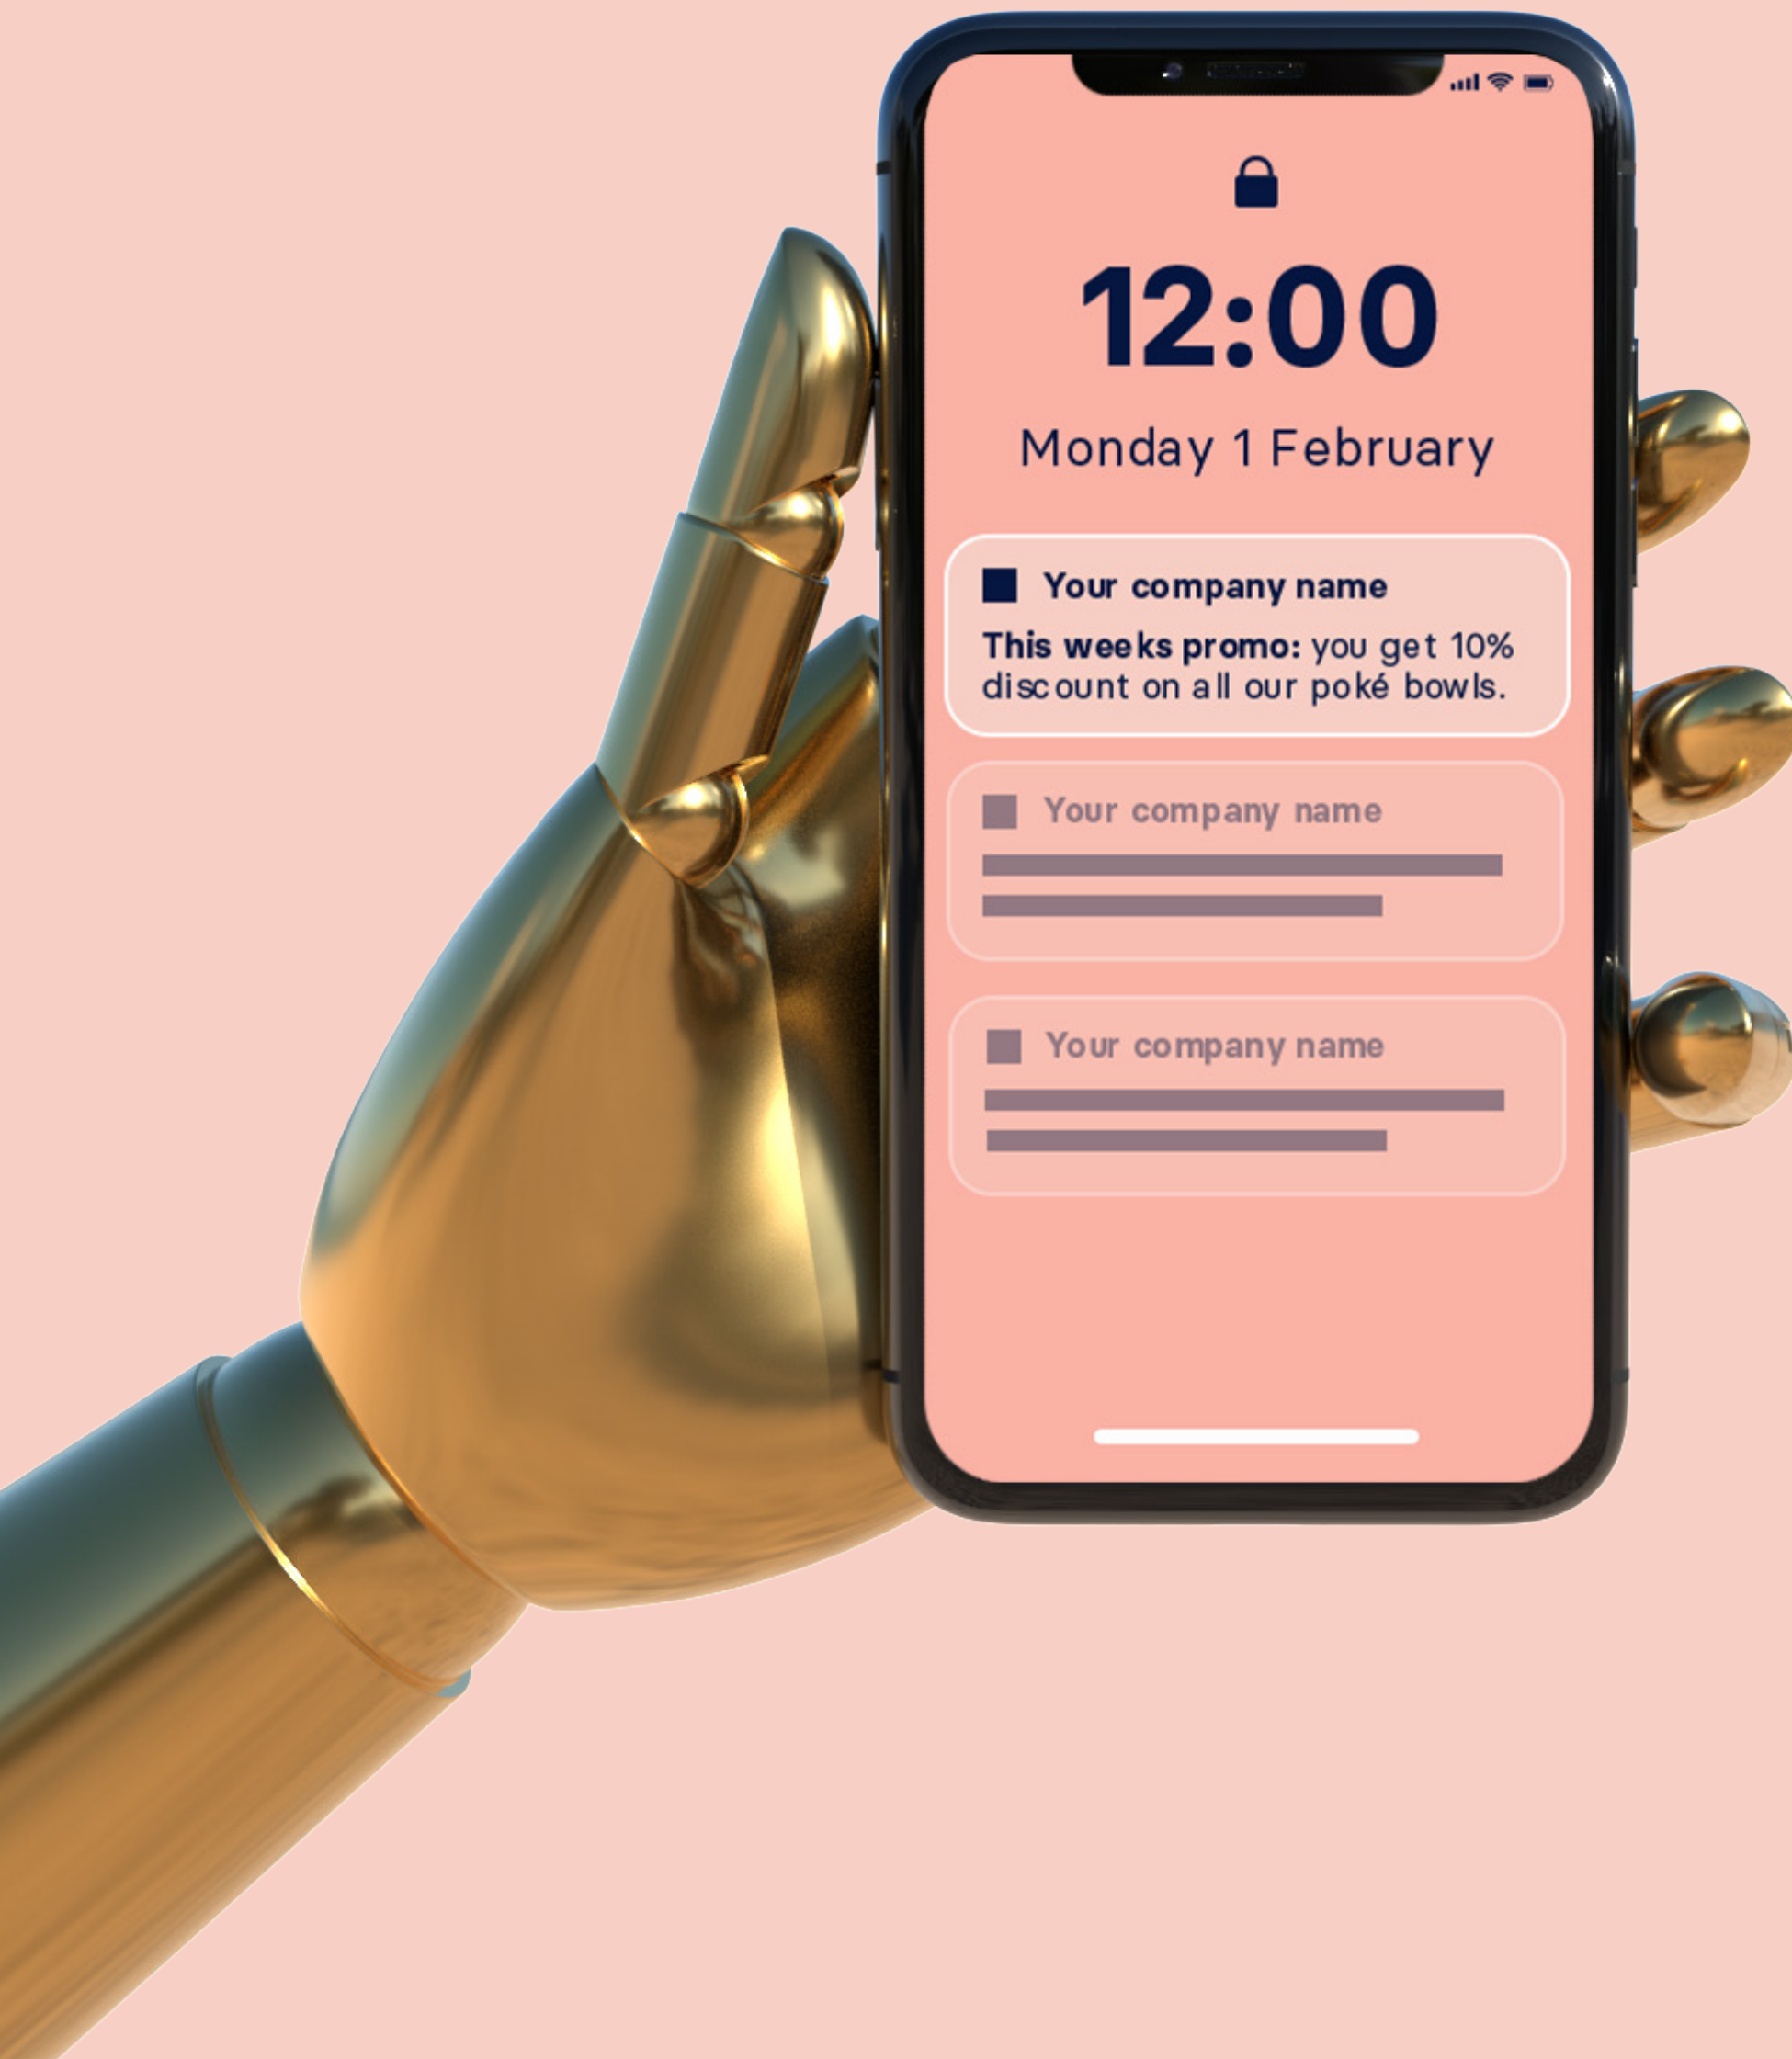 12:00
Monday 1 February
Your company name
This weeks promo: you get 10%
discount on all our poké bowls.
Your company name
Your company name